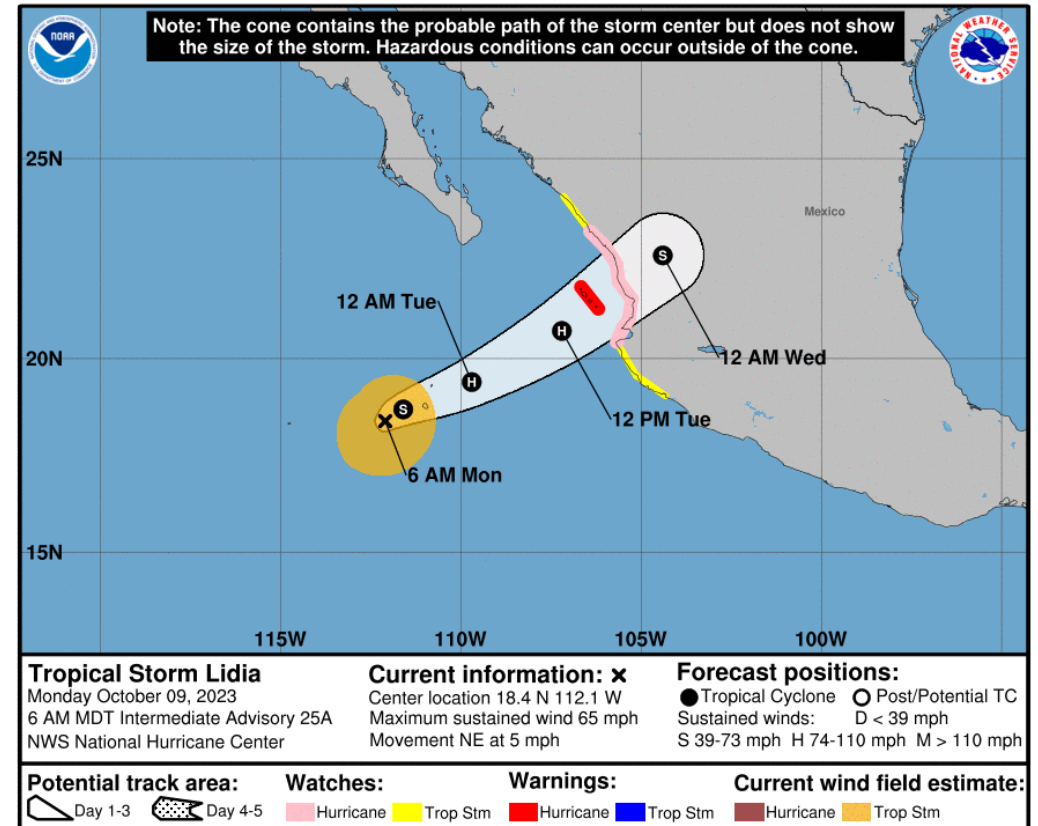 Note: The cone contains the probable path of the storm center but does not show
the size of the storm. Hazardous conditions can occur outside of the cone.
NOAA
NATIONAL WEATHER SERVICE
25N
Mexico
S
12 AM Tue
H
20N
H
12 AM Wed
S
12 PM Tue
6 AM Mon
15N
115W 110W 105W 100W
Tropical Storm Lidia
Monday October 09, 2023
6 AM MDT Intermediate Advisory 25A
NWS National Hurricane Center
Current information: x
Center location 18.4 N 112.1 W
Maximum sustained wind 65 mph
Movement NE at 5 mph
Forecast positions:
Tropical Cyclone Post/Potential TC
Sustained winds: D < 39 mph
S 39-73 mph H 74-110 mph M > 110 mph
Potential track area:
Day 1-3 Day 4-5
Watches:
Hurricane Trop Stm
Warnings:
Hurricane Trop Stm
Current wind field estimate:
Hurricane Trop Stm